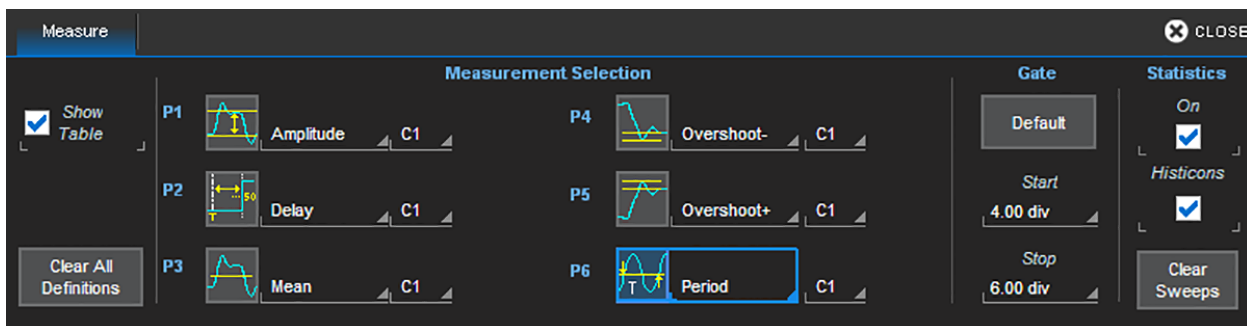 Measure
CLOSE
Measurement Selection
Gate
Statistics
Show
Table
P1
Amplitude
C1
P4
Overshoot-
C1
Default
On
P2
50
T
Delay
C1
P5
Overshoot+
C1
Start
4.00 div
Histicons
Clear All
Definitions
P3
Mean
C1
P6
T
Period
C1
Stop
6.00 div
Clear
Sweeps